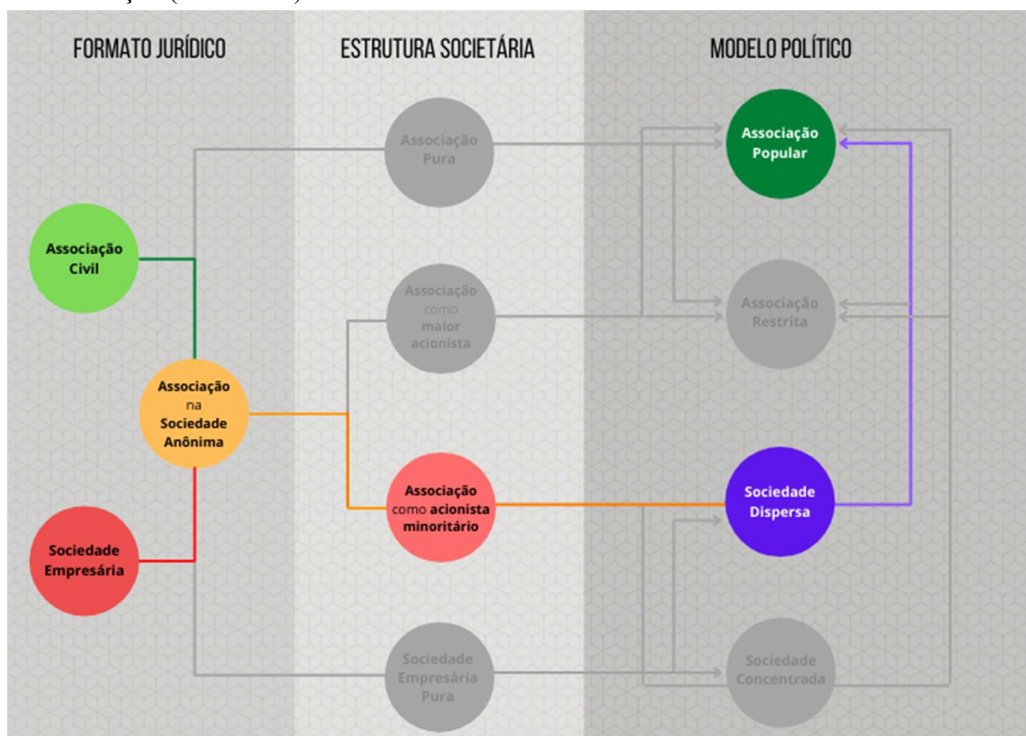 FORMATO JURÍDICO
ESTRUTURA SOCIETÁRIA
MODELO POLÍTICO
Associação
Pura
Associação
Popular
Associação
Civil
Associação
como
maior
acionista
Associação
Restrita
Associação
na
Sociedade
Anônima
Associação
como acionista
minoritário
Sociedade
Dispersa
Sociedade
Empresária
Sociedade
Empresária
Pura
Sociedade
Concentrada